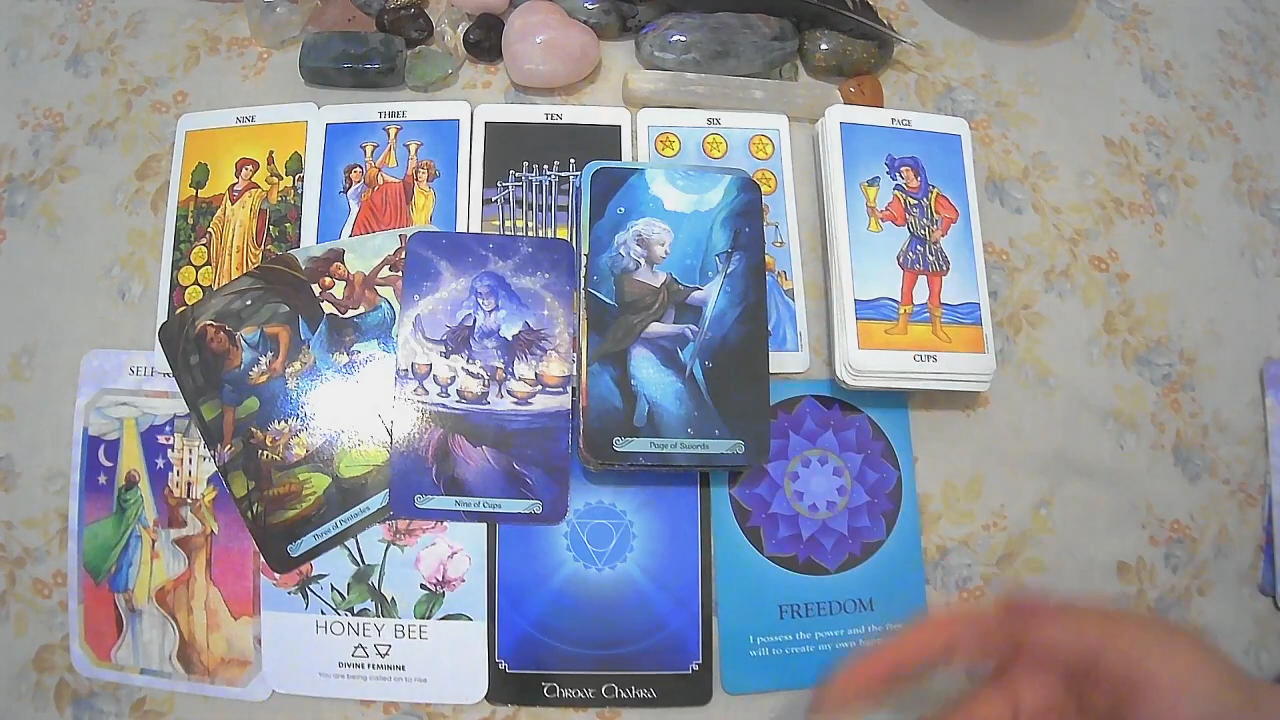 NINE
THREE
TEN
SIX
PAGE
CUPS
Page of Swords
Nine of Cups
Three of Pentacles
HONEY BEE
DIVINE FEMININE
You are being called on to rise
Throat Chakra
FREEDOM
I possess the power and the
will to create my own